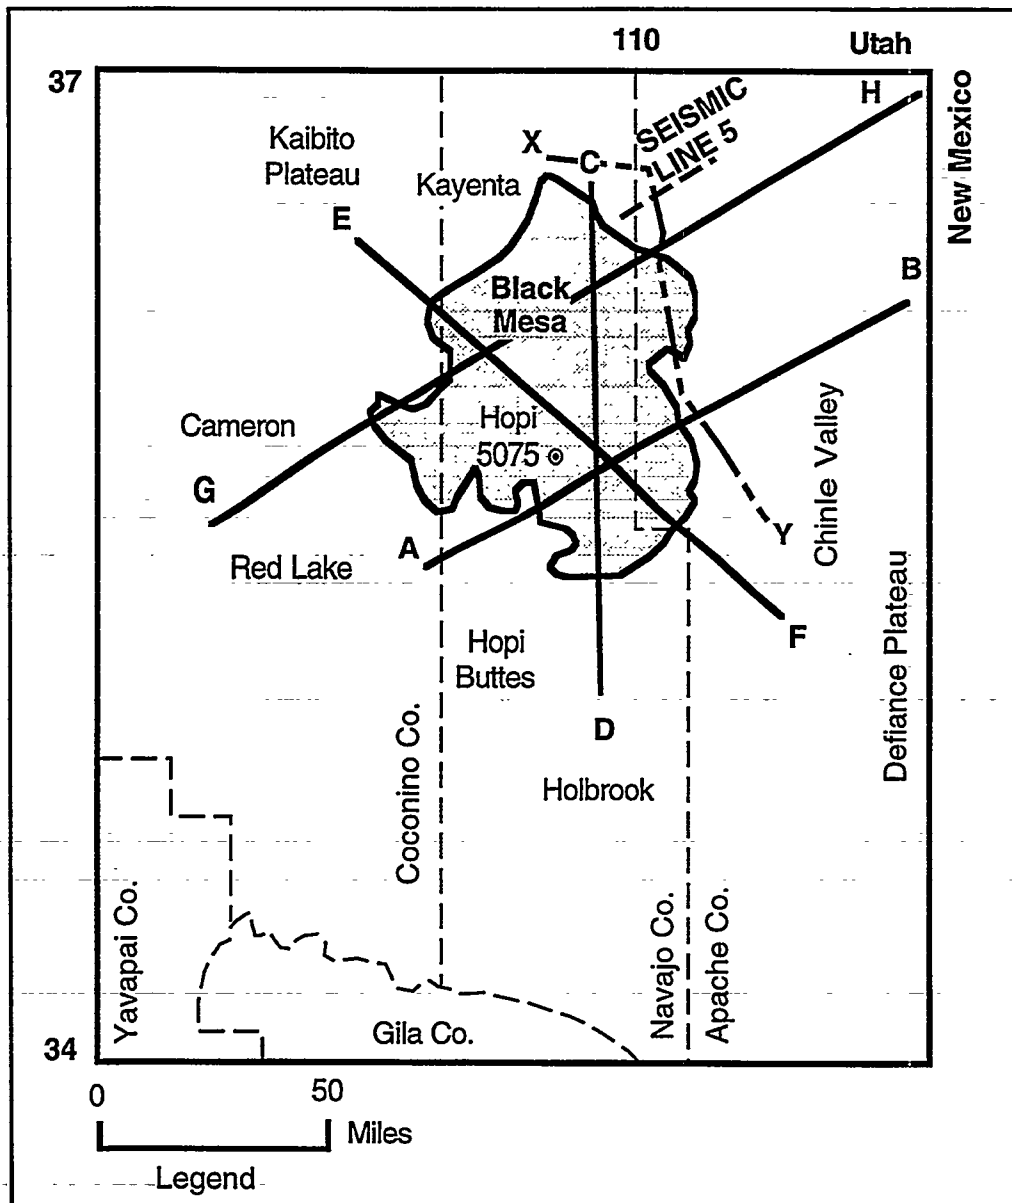 110
Utah
37
H
SEISMIC
LINE 5
New Mexico
Kaibito
Plateau
X
C
Kayenta
E
B
Black
Mesa
Hopi
5075
Cameron
G
Chinle Valley
A
Y
Red Lake
F
Defiance Plateau
Hopi
Buttes
D
Coconino Co.
Holbrook
Yavapai Co.
Navajo Co.
Apache Co.
Gila Co.
34
0
50
Miles
Legend